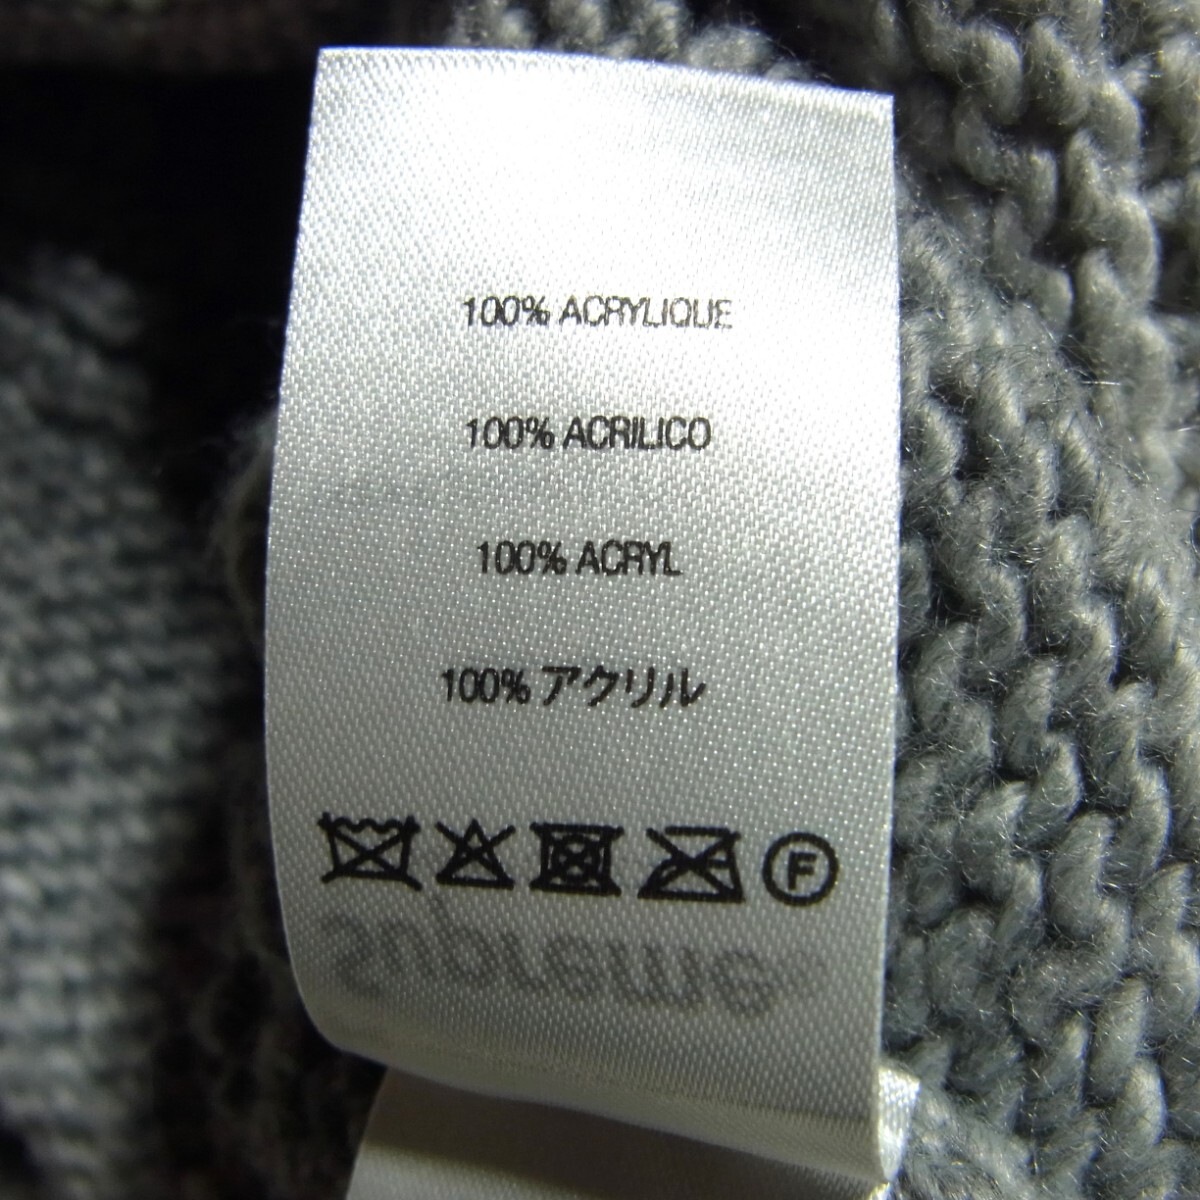 100% ACRYLIQUE
100% ACRILICO
100% ACRYL
100% アクリル
F